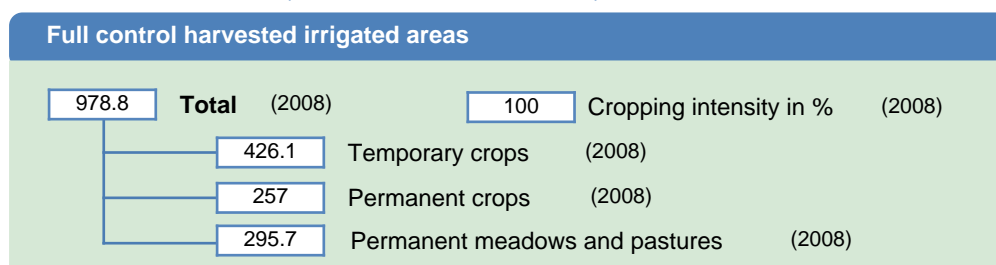 Full control harvested irrigated areas
978.8 Total (2008) 100 Cropping intensity in % (2008)
426.1 Temporary crops (2008)
257 Permanent crops (2008)
295.7 Permanent meadows and pastures (2008)